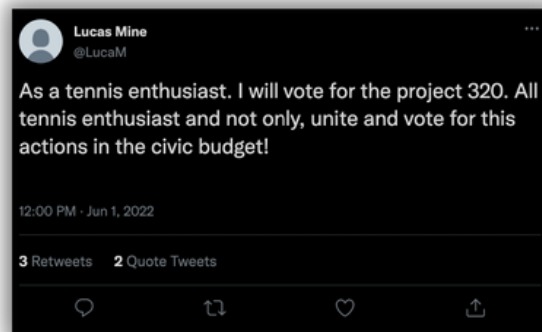 Lucas Mine
@LucaM
As a tennis enthusiast. I will vote for the project 320. All
tennis enthusiast and not only, unite and vote for this
actions in the civic budget!
12:00 PM · Jun 1, 2022
3 Retweets 2 Quote Tweets